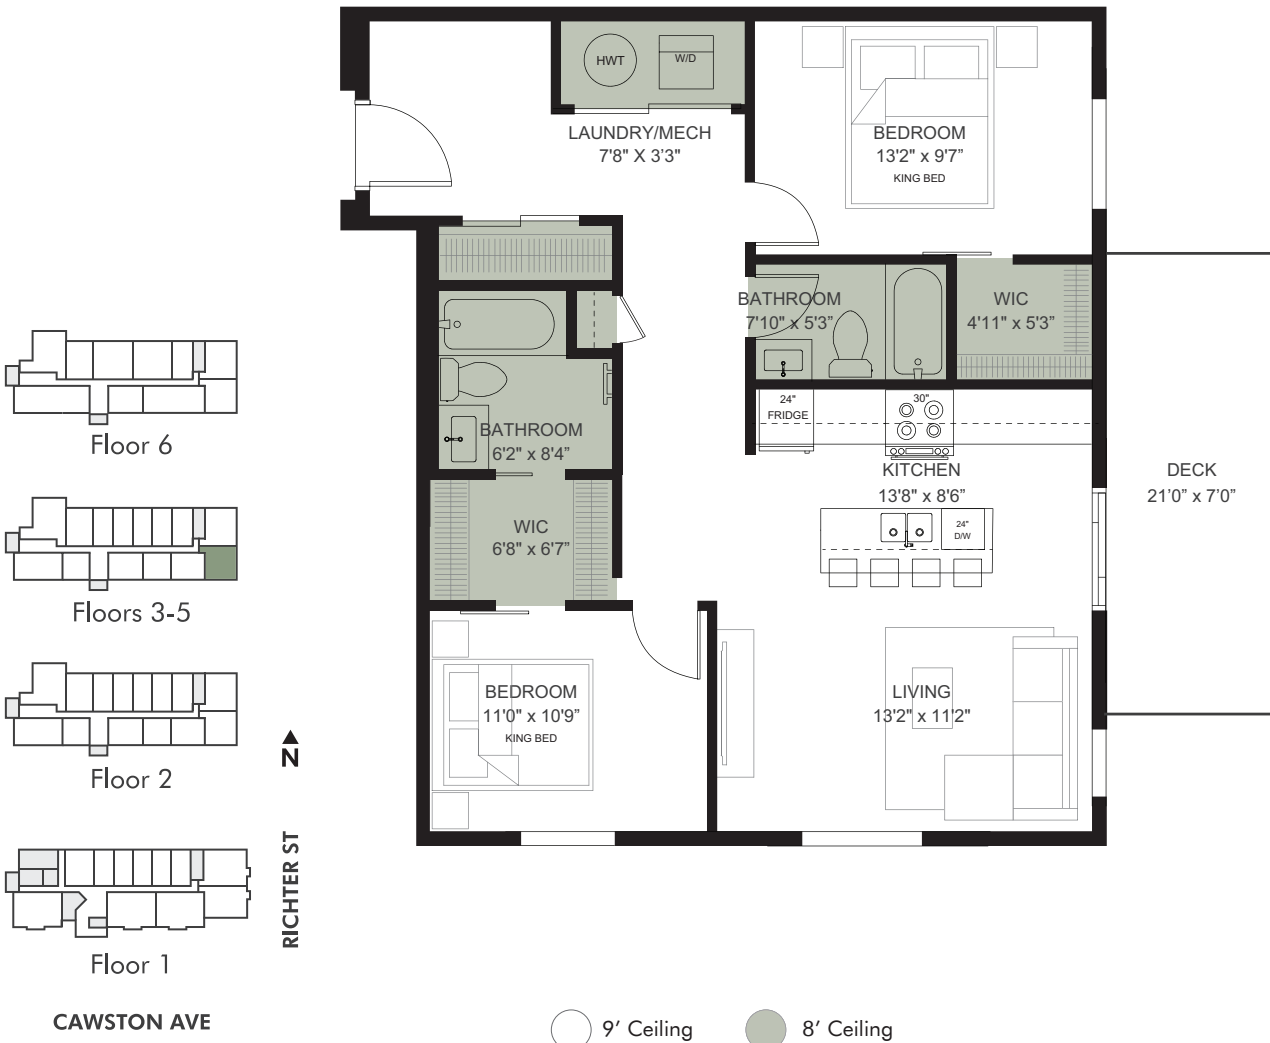 HWT
W/D
LAUNDRY/MECH
7'8" X 3'3"
BEDROOM
13'2" x 9'7”
KING BED
BATHROOM
7'10" x 5'3”
WIC
4'11" x 5'3”
24"
FRIDGE
30"
BATHROOM
6'2" x 8'4”
KITCHEN
13'8" x 8'6”
DECK
21'0” x 7'0”
WIC
6'8" x 6'7”
24"
D/W
BEDROOM
11'0" x 10'9”
KING BED
LIVING
13'2" x 11'2"
Floor 6
Floors 3-5
Floor 2
N
Floor 1
RICHTER ST
CAWSTON AVE
9’ Ceiling
8’ Ceiling